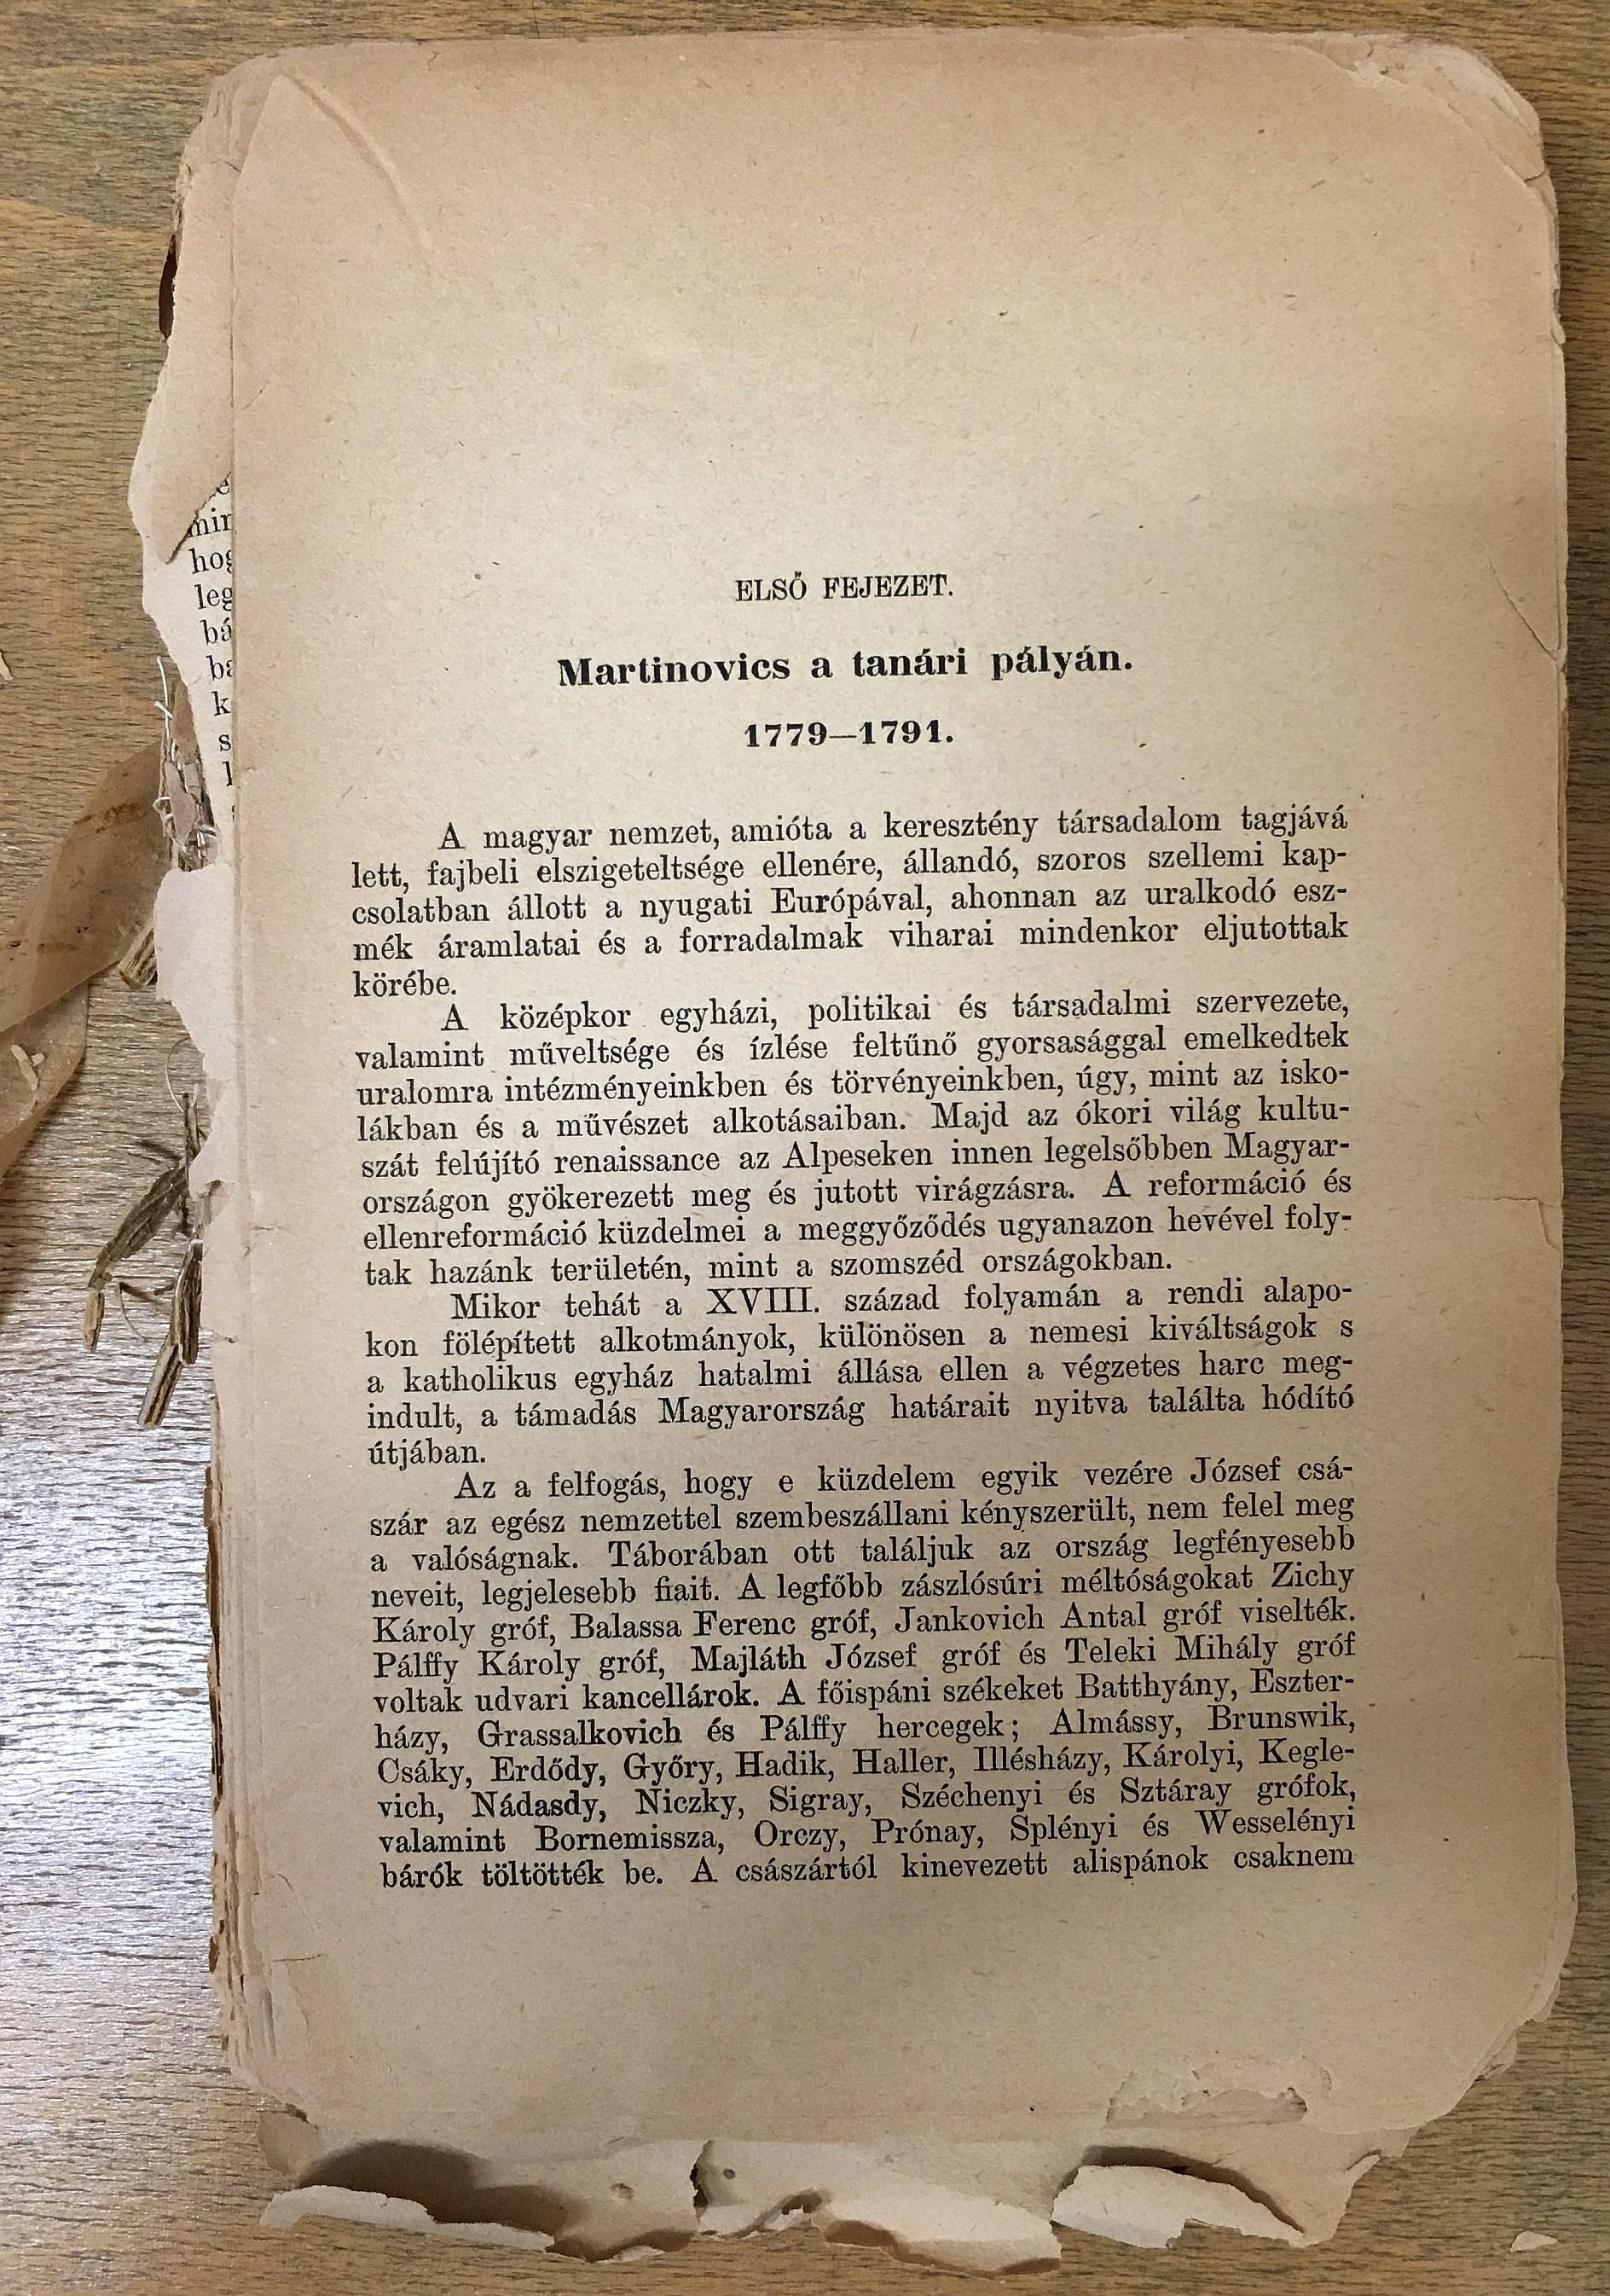 ELSŐ FEJEZET.
Martinovics a tanári pályán.
1779—1791.
A magyar nemzet, amióta a keresztény társadalom tagjává
lett, fajbeli elszigeteltsége ellenére, állandó, szoros szellemi kap-
csolatban állott a nyugati Európával, ahonnan az uralkodó esz-
mék áramlatai és a forradalmak viharai mindenkor eljutottak
körébe.
A középkor egyházi, politikai és társadalmi szervezete,
valamint műveltsége és ízlése feltűnő gyorsasággal emelkedtek
uralomra intézményeinkben és törvényeinkben, úgy, mint az isko-
lákban és a művészet alkotásaiban. Majd az ókori világ kultu-
szát felújító renaissance az Alpeseken innen legelsőbben Magyar-
országon gyökerezett meg és jutott virágzásra. A reformáció és
ellenreformáció küzdelmei a meggyőződés ugyanazon hevével foly-
tak hazánk területén, mint a szomszéd országokban.
Mikor tehát a XVIII. század folyamán a rendi alapo-
kon fölépített alkotmányok, különösen a nemesi kiváltságok s
a katholikus egyház hatalmi állása ellen a végzetes harc meg-
indult, a támadás Magyarország határait nyitva találta hódító
útjában.
Az a felfogás, hogy e küzdelem egyik vezére József csá-
szár az egész nemzettel szembeszállani kényszerült, nem felel meg
a valóságnak. Táborában ott találjuk az ország legfényesebb
neveit, legjelesebb fiait. A legfőbb zászlósúri méltóságokat Zichy
Károly gróf, Balassa Ferenc gróf, Jankovich Antal gróf viselték.
Pálffy Károly gróf, Majláth József gróf és Teleki Mihály gróf
voltak udvari kancellárok. A főispáni székeket Batthyány, Eszter-
házy, Grassalkovich és Pálffy hercegek; Almássy, Brunswik,
Csáky, Erdődy, Győry, Hadik, Haller, Illésházy, Károlyi, Kegle-
vich, Nádasdy, Niczky, Sigray, Széchenyi és Sztáray grófok,
valamint Bornemissza, Orczy, Prónay, Splényi és Wesselényi
bárók töltötték be. A császártól kinevezett alispánok csaknem